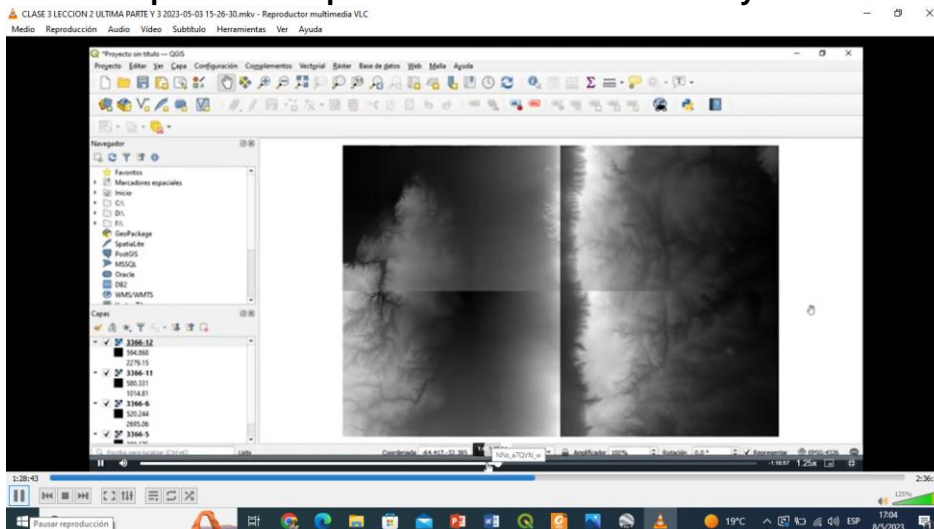 CLASE 3 LECCION 2 ULTIMA PARTE Y 3 2023-05-03 15-26-30.mkv - Reproductor multimedia VLC
Medio Reproducción Audio Vídeo Subtítulo Herramientas Ver Ayuda
*Proyecto sin título — QGIS
Proyecto Editar Ver Capa Configuración Complementos Vectorial Ráster Base de datos Web Malla Ayuda
Navegador
Favoritos
Marcadores espaciales
Inicio
C:\
D:\
GeoPackage
SpatiaLite
PostGIS
MSSQL
Oracle
DB2
WMS/WMTS
Capas
3366-12
594.868
2279.15
3366-11
580.331
1014.81
3366-6
520.244
2695.06
3366-5
Lista
Coordenada 
Amplificador 100%
Rotación 0.0 °
Representar
EPSG:4326
1.25x
1:28:43
2:36:
125%
Pausar reproducción
19°C
ESP
17:04
8/5/2023